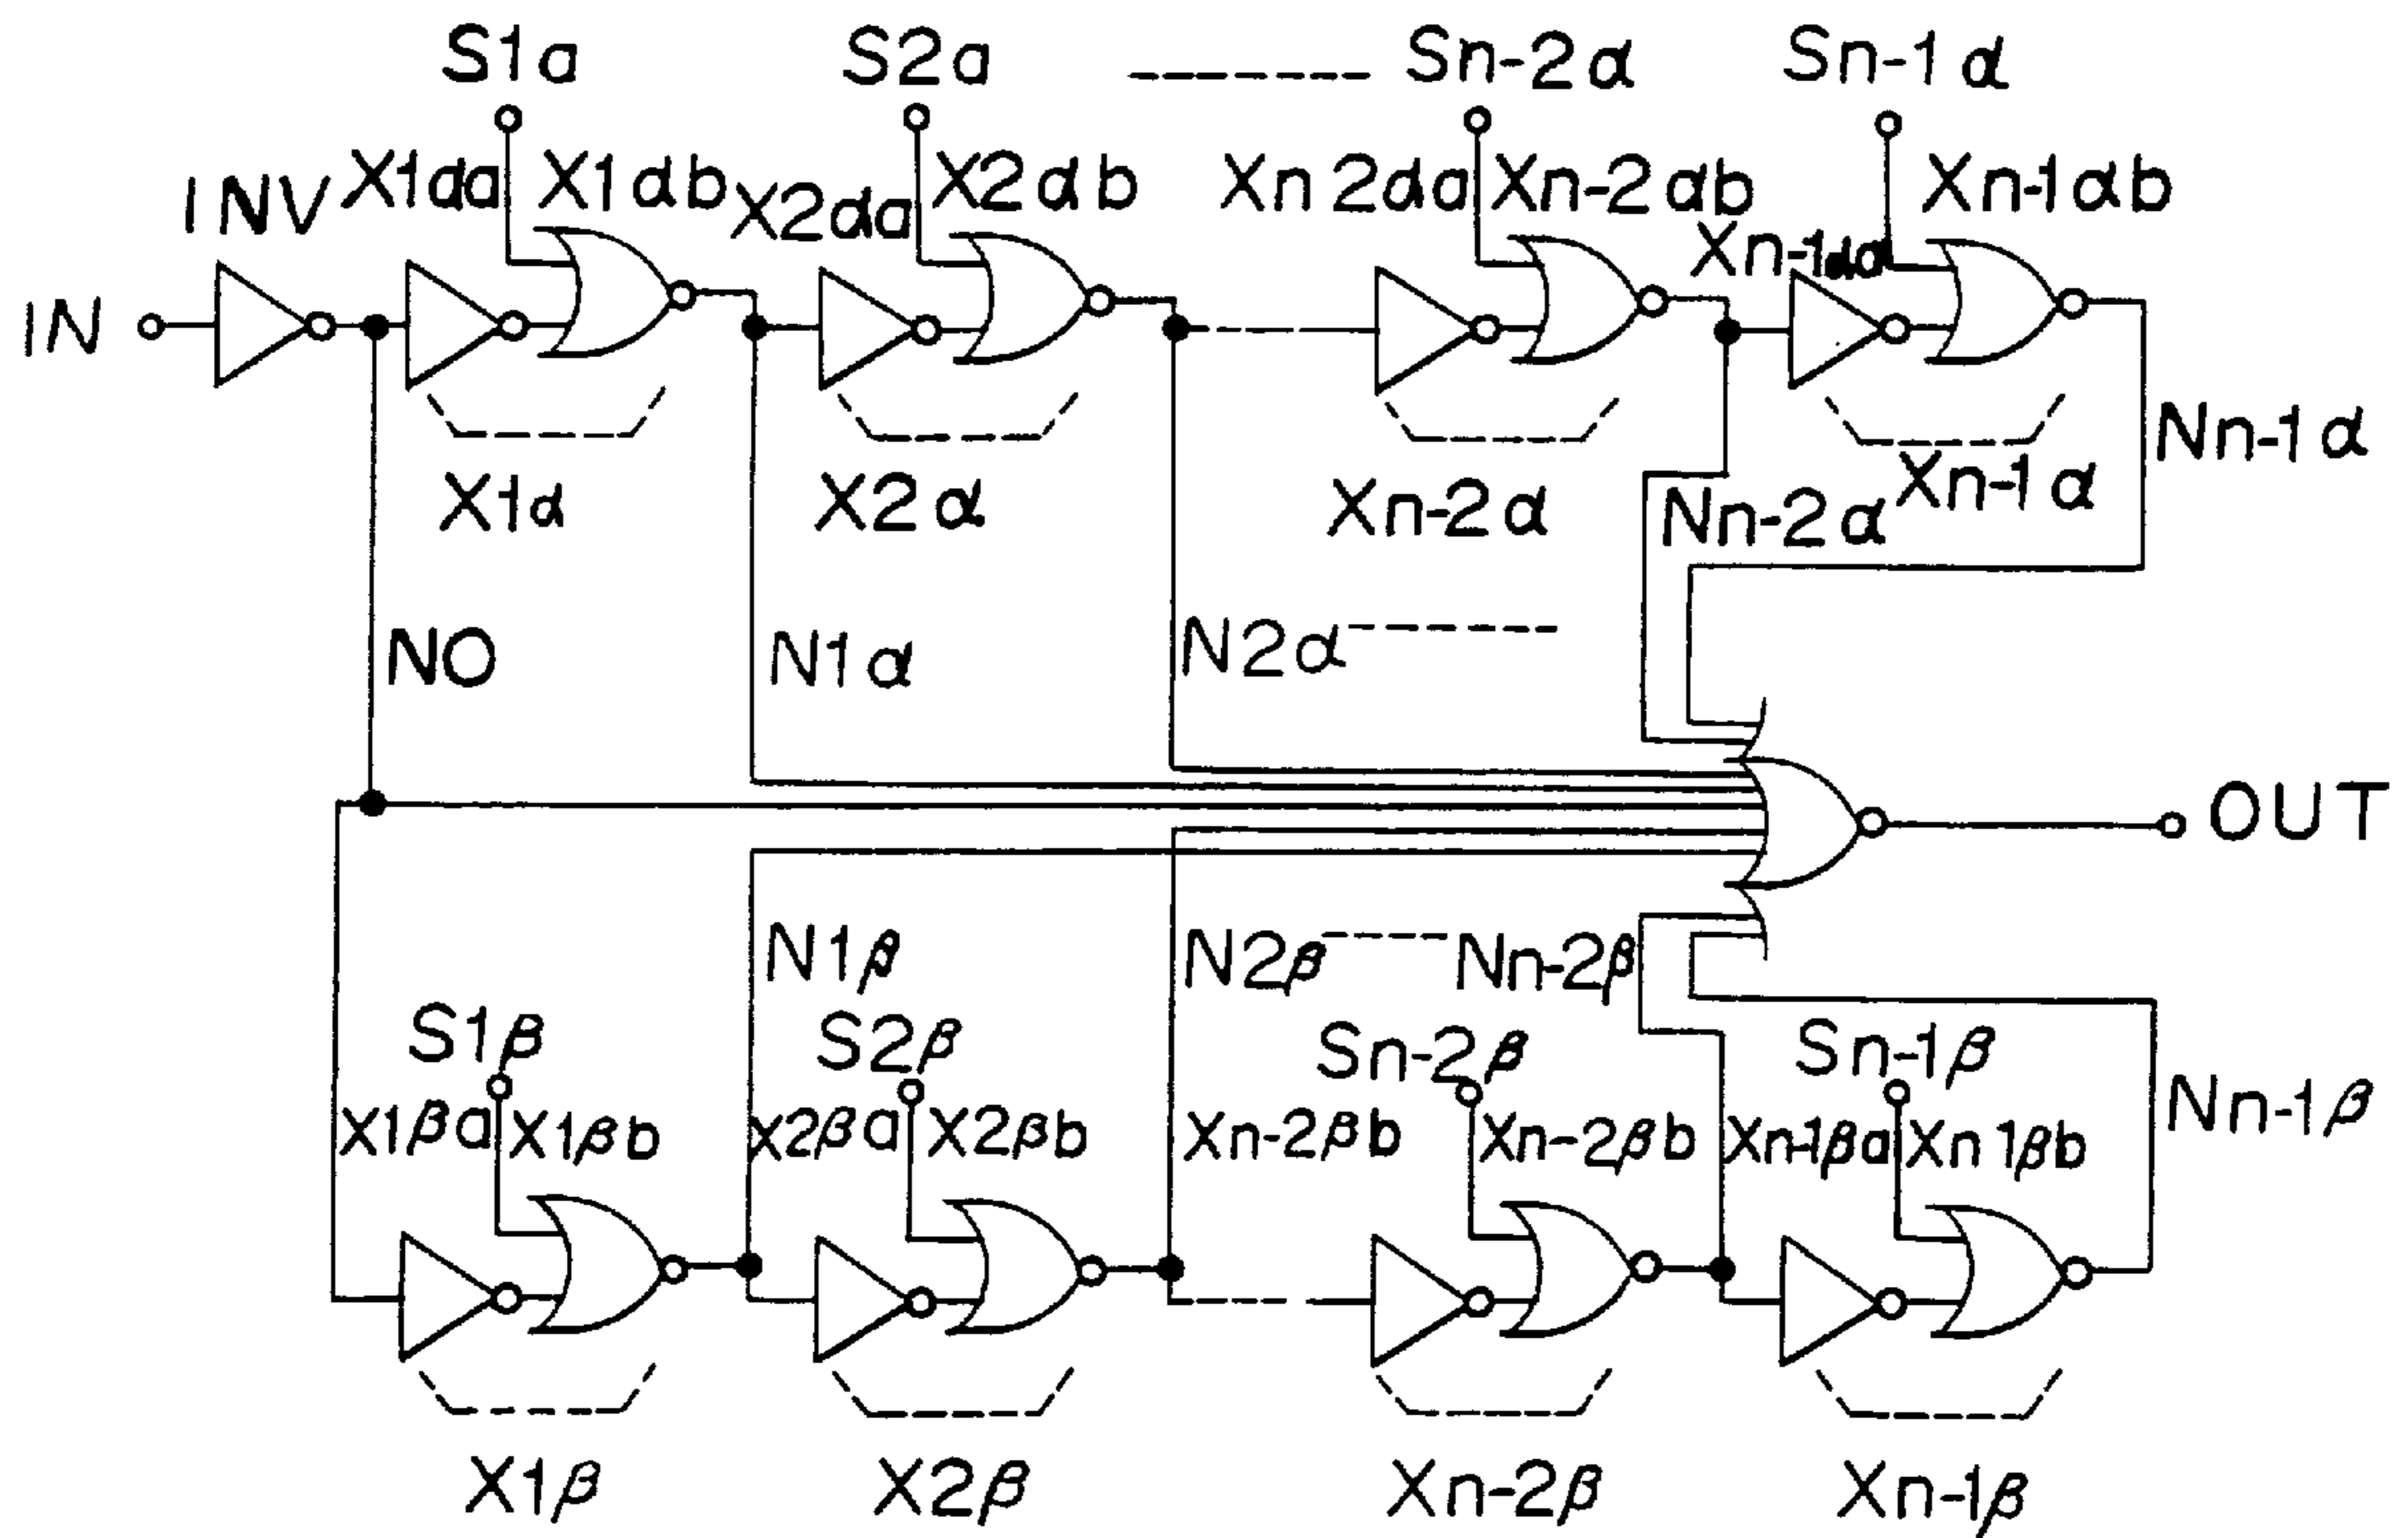 S1a S2a Sn-2α Sn-1α
INV X1αa X1αb X2αa X2αb Xn 2αa Xn-2αb Xn-1αa Xn-1αb
IN
X1α X2α Xn-2α Nn-2α Xn-1α Nn-1α
NO N1α N2α
OUT
N1β N2β Nn-2β
S1β S2β Sn-2β Sn-1β
X1βa X1βb X2βa X2βb Xn-2βb Xn-2βb Xn-1βa Xn 1βb Nn-1β
X1β X2β Xn-2β Xn-1β